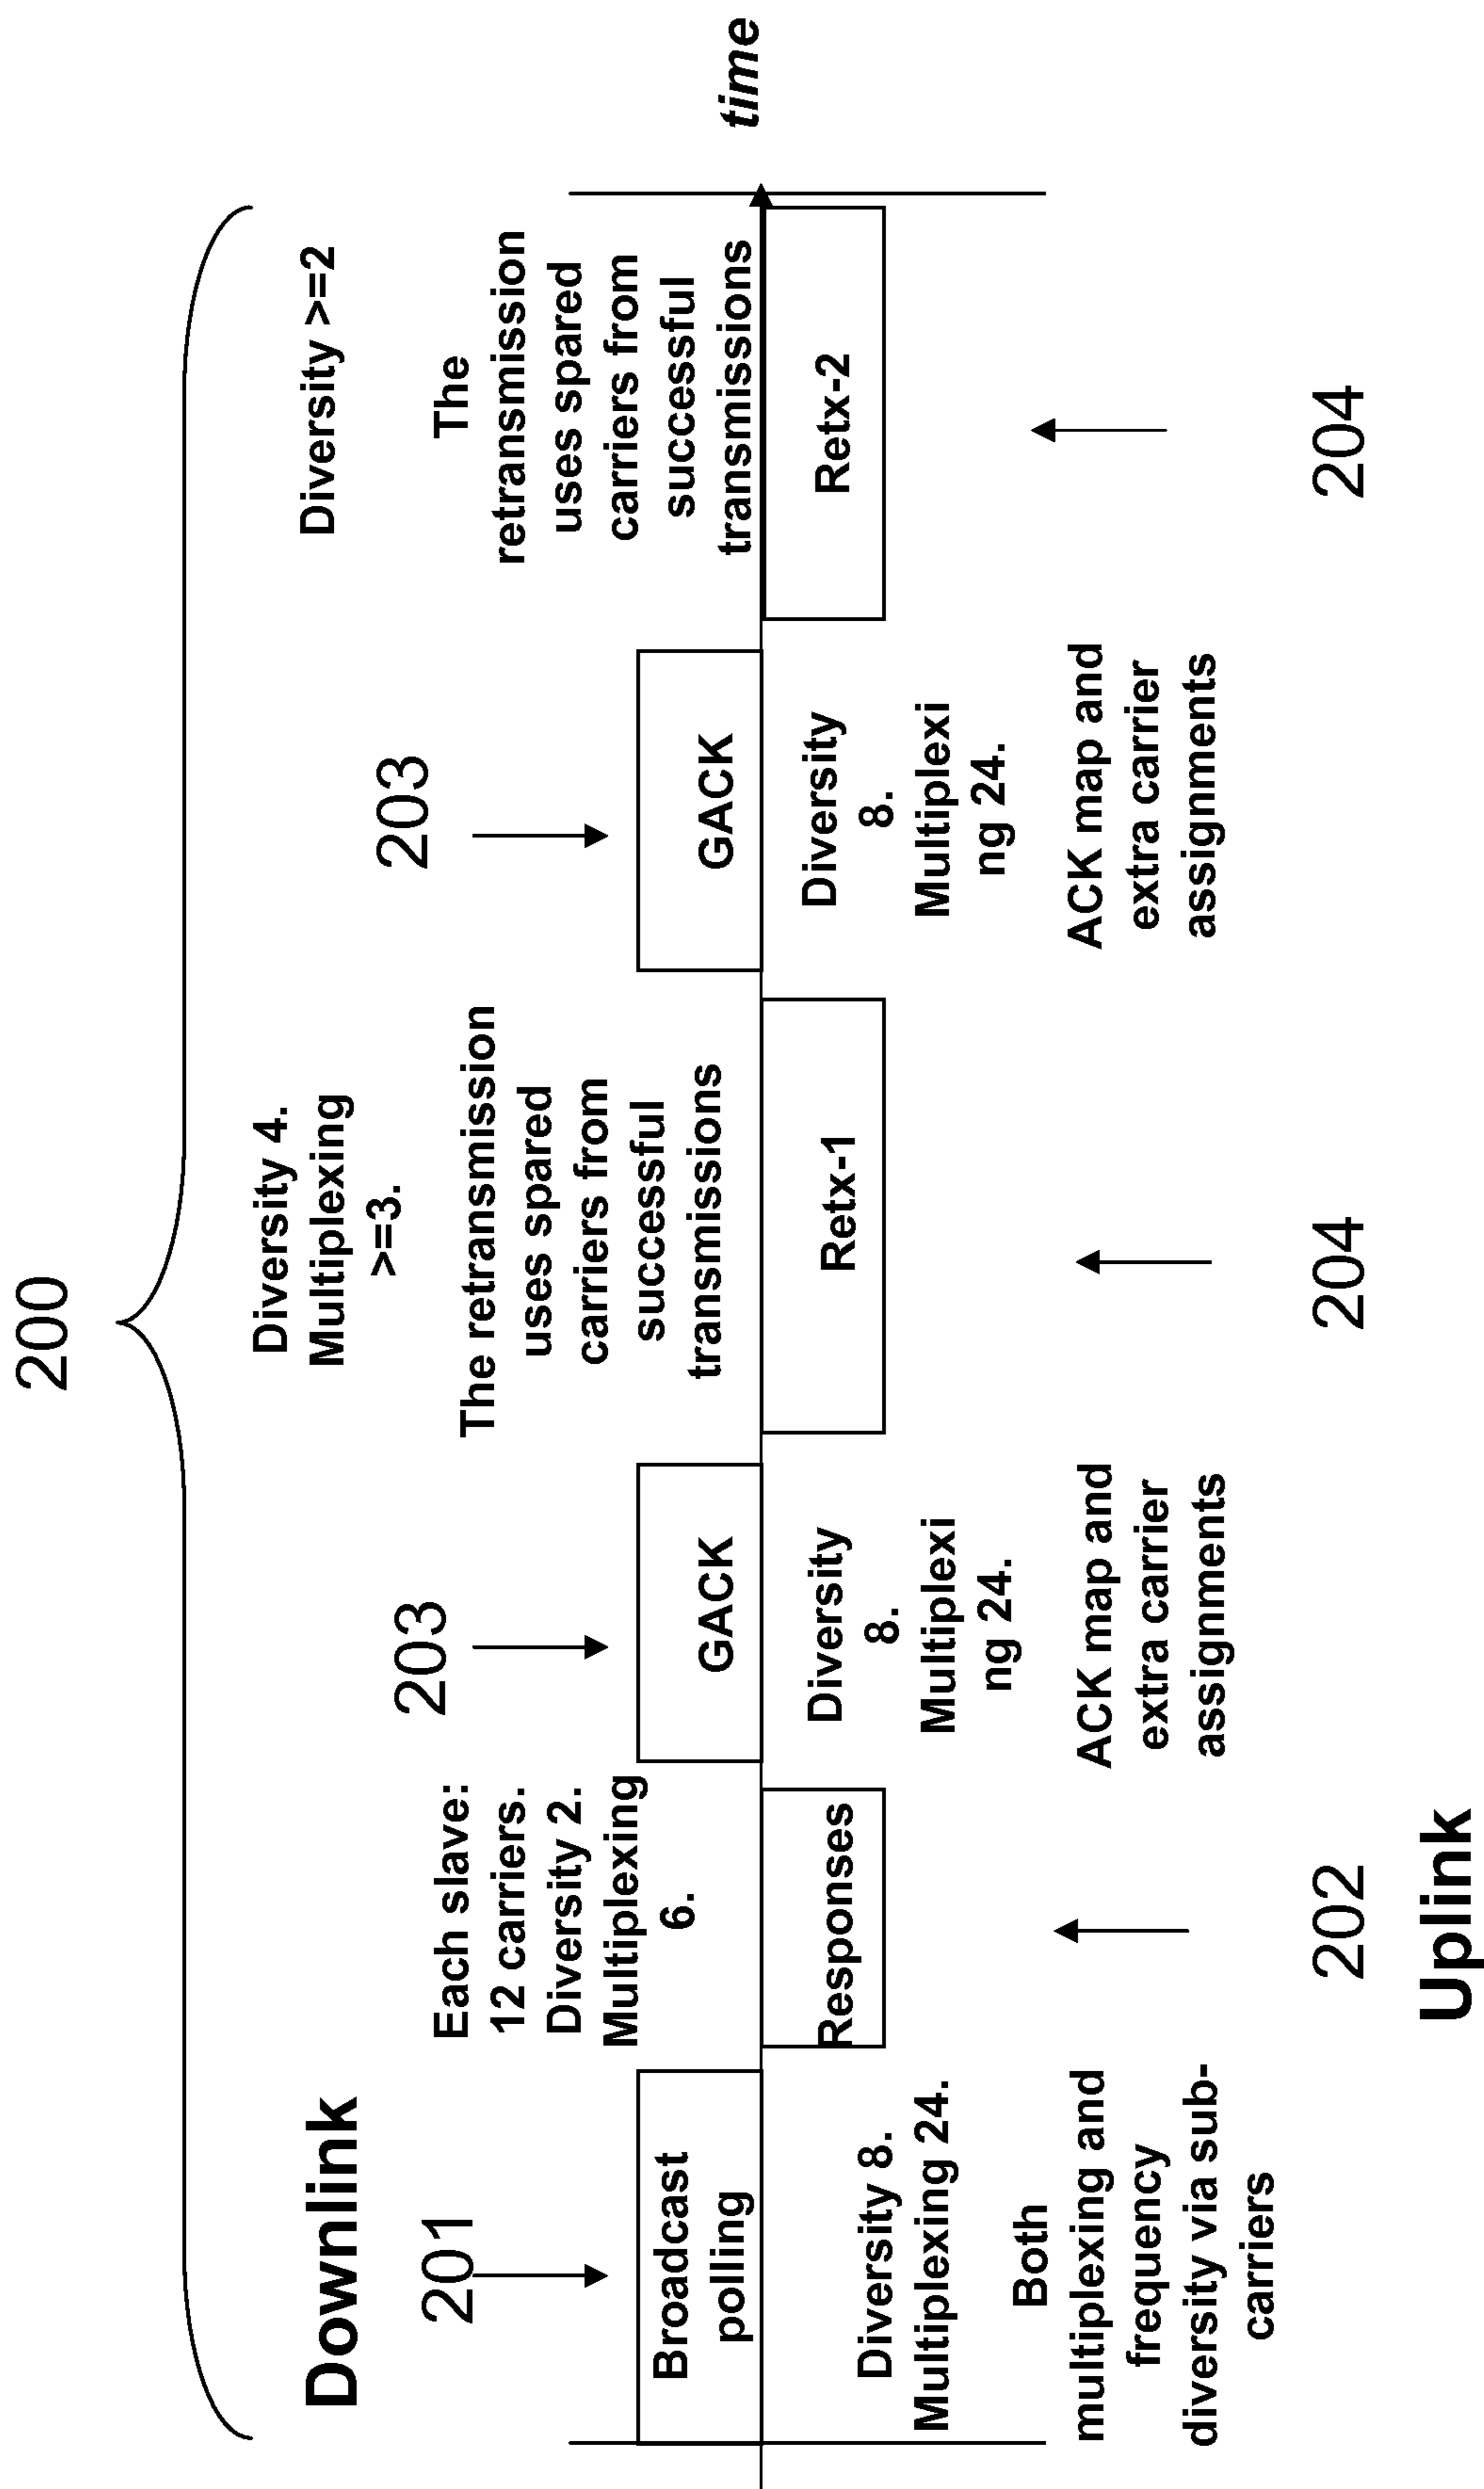 200
Downlink
201
Broadcast
polling
Diversity 8.
Multiplexing 24.
Both
multiplexing and
frequency
diversity via sub-
carriers
Each slave:
12 carriers.
Diversity 2.
Multiplexing
6.
Responses
202
Uplink
203
GACK
Diversity
8.
Multiplexi
ng 24.
ACK map and
extra carrier
assignments
Diversity 4.
Multiplexing
>=3.
The retransmission
uses spared
carriers from
successful
transmissions
Retx-1
204
203
GACK
Diversity
8.
Multiplexi
ng 24.
ACK map and
extra carrier
assignments
Diversity >=2
The
retransmission
uses spared
carriers from
successful
transmissions
Retx-2
204
time